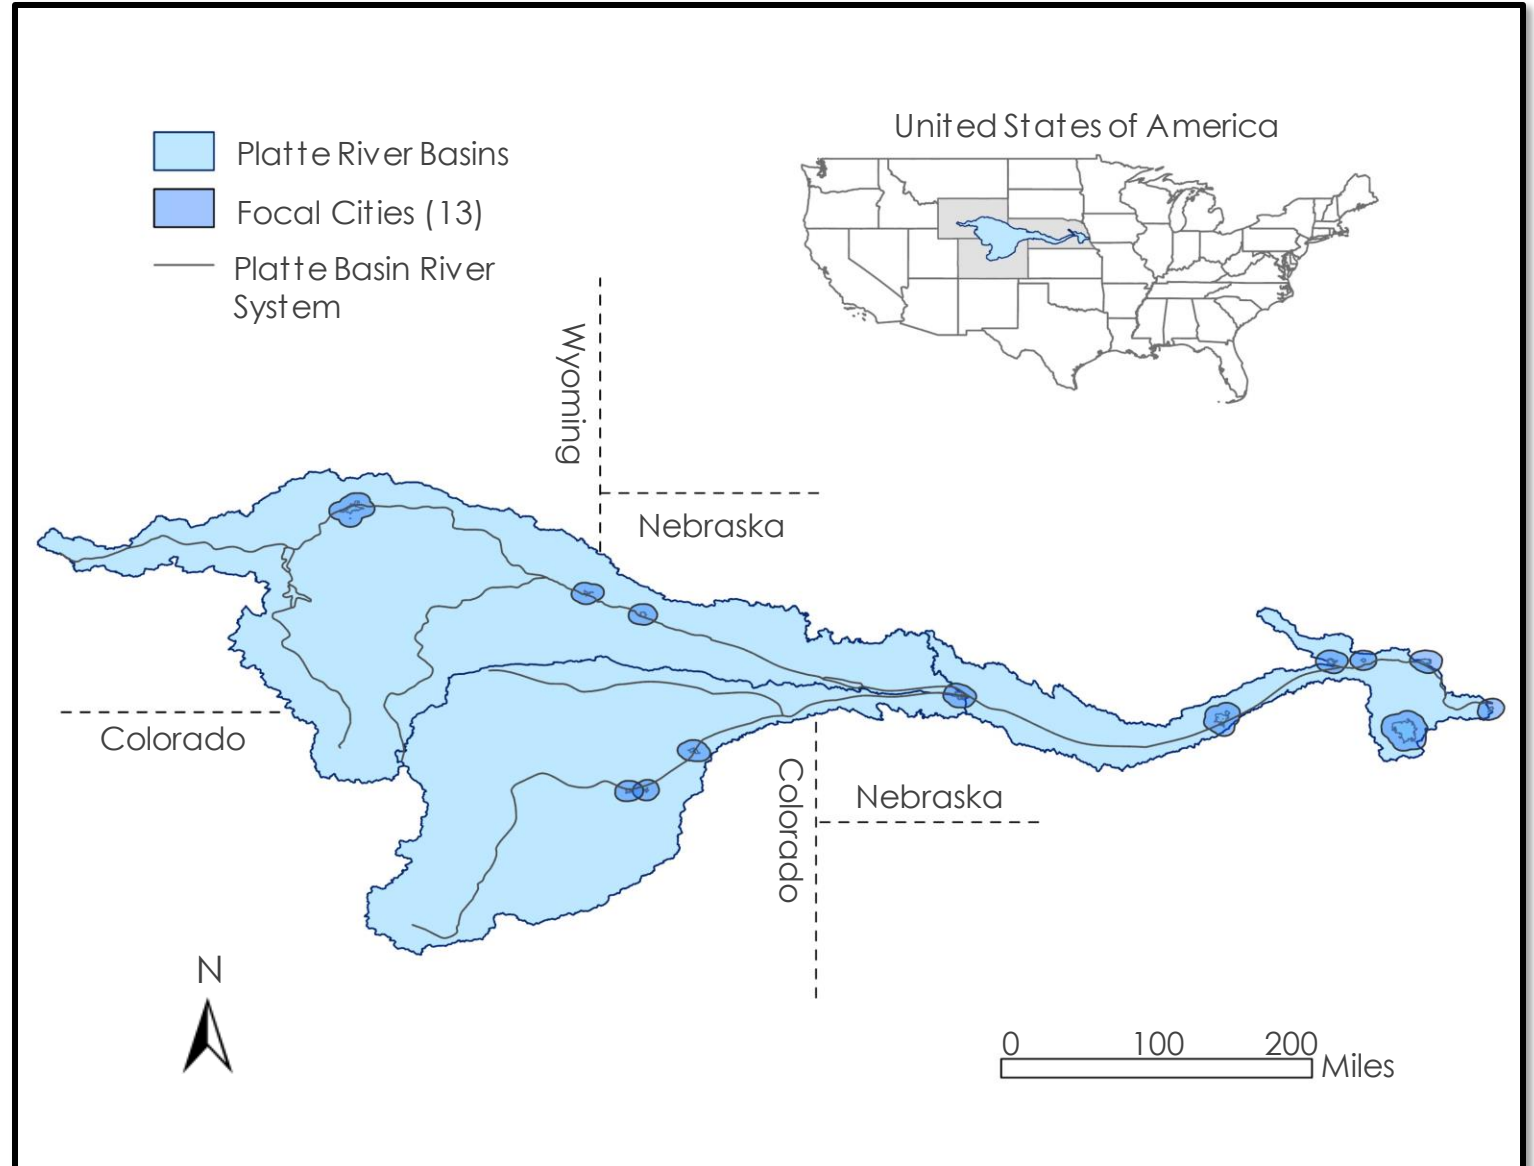 United States of America
Platte River Basins
Focal Cities (13)
Platte Basin River
System
Wyoming
Nebraska
Colorado
Colorado
Nebraska
N
0 100 200
Miles